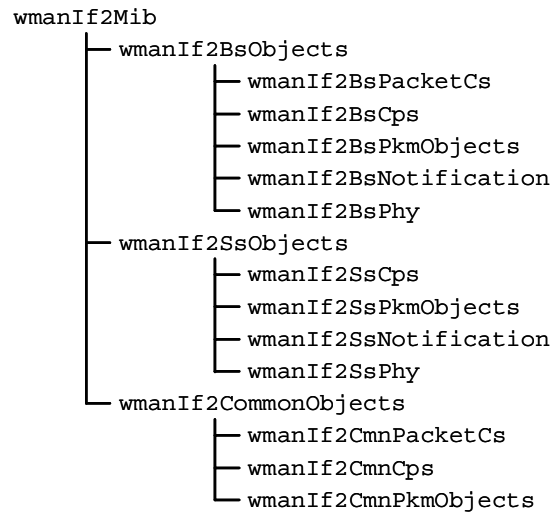 wmanIf2Mib
wmanIf2BsObjects
wmanIf2BsPacketCs
wmanIf2BsCps
wmanIf2BsPkmObjects
wmanIf2BsNotification
wmanIf2BsPhy
wmanIf2SsObjects
wmanIf2SsCps
wmanIf2SsPkmObjects
wmanIf2SsNotification
wmanIf2SsPhy
wmanIf2CommonObjects
wmanIf2CmnPacketCs
wmanIf2CmnCps
wmanIf2CmnPkmObjects